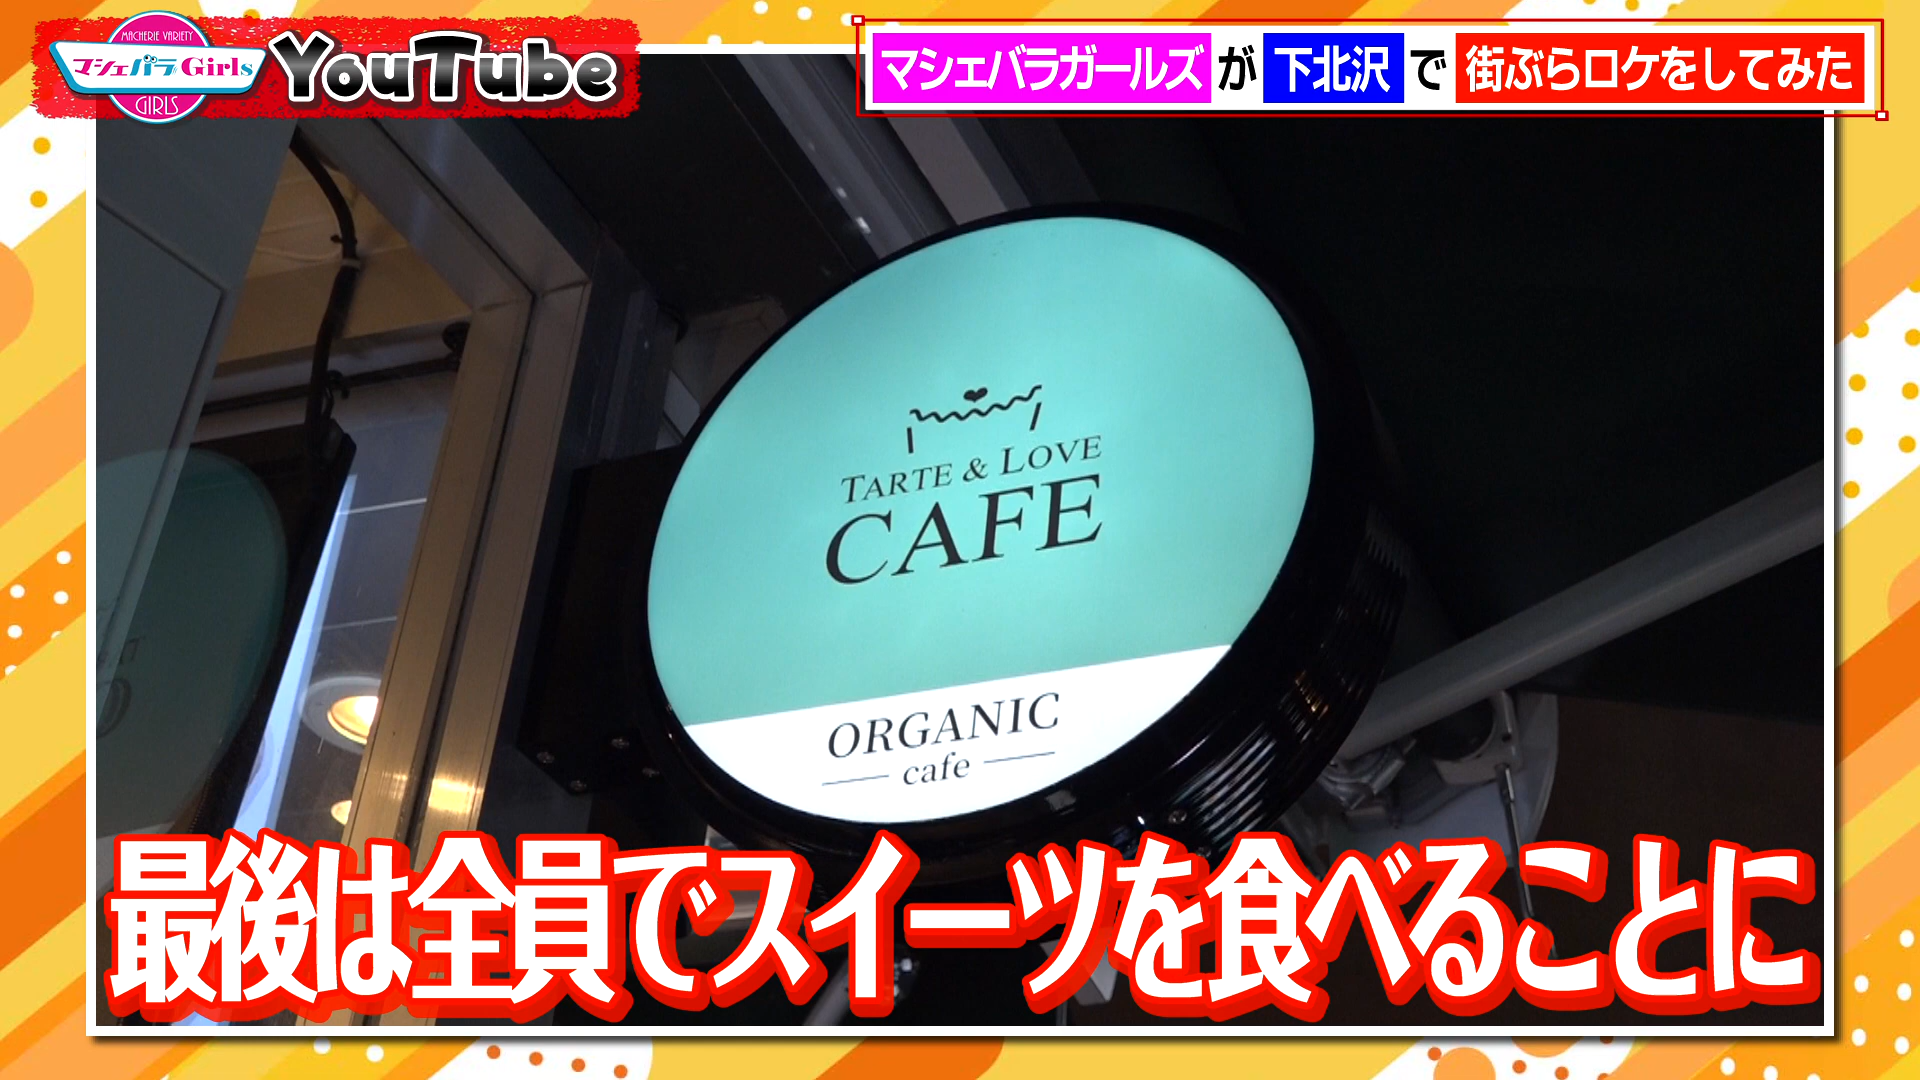 MACHERIE VARIETY
マシェバラGirls
GIRLS
YouTube
マシェバラガールズが下北沢で街ぶらロケをしてみた
TARTE & LOVE
CAFE
ORGANIC
cafe
最後は全員でスイーツを食べることに